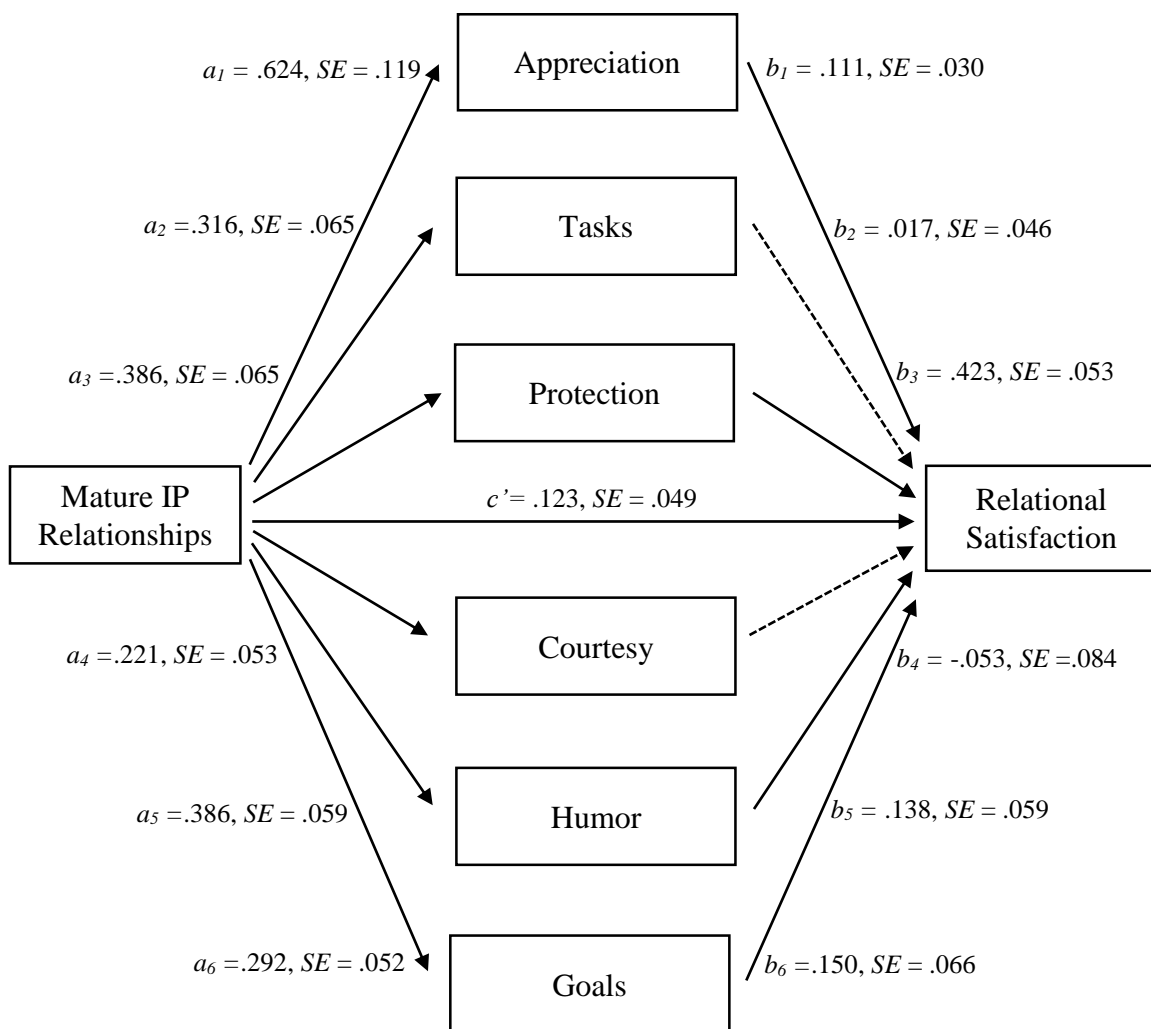 a1 = .624, SE = .119
Appreciation
b1 = .111, SE = .030
a2 =.316, SE = .065
Tasks
b2 = .017, SE = .046
a3 =.386, SE = .065
Protection
b3 = .423, SE = .053
Mature IP
Relationships
c’= .123, SE = .049
Relational
Satisfaction
a4 =.221, SE = .053
Courtesy
b4 = -.053, SE =.084
a5 =.386, SE = .059
Humor
b5 = .138, SE = .059
a6 =.292, SE = .052
Goals
b6 =.150, SE = .066